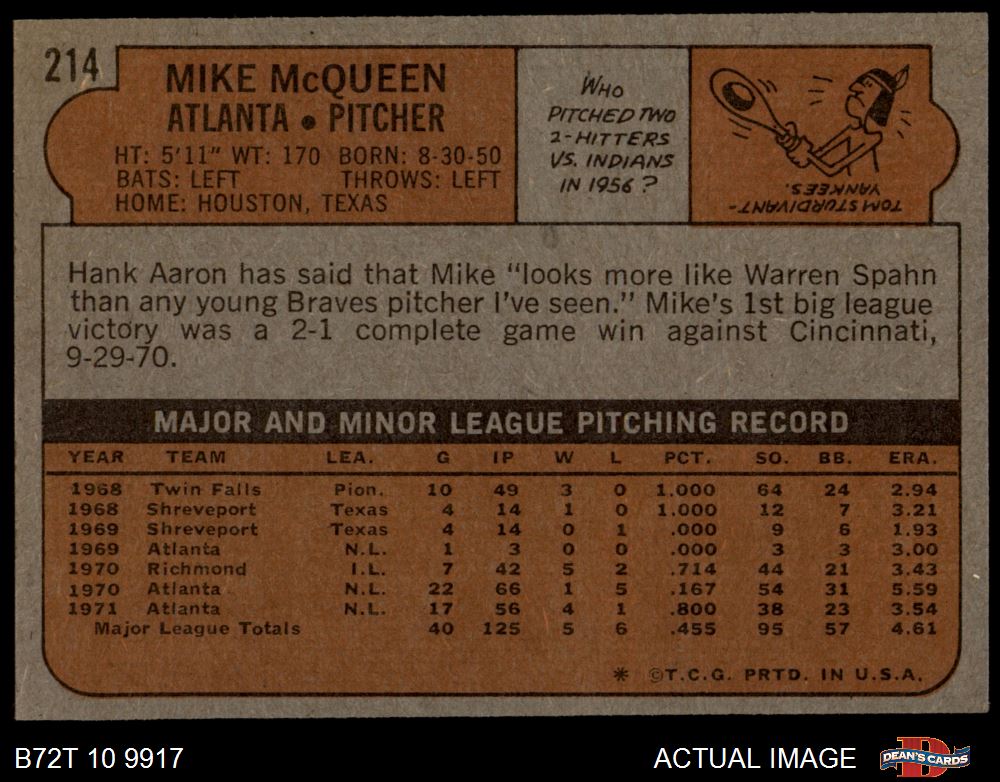 214
MIKE McQUEEN
ATLANTA • PITCHER
HT: 5'11" WT: 170 BORN: 8-30-50
BATS: LEFT THROWS: LEFT
HOME: HOUSTON, TEXAS
WHO
PITCHED TWO
2-HITTERS
VS. INDIANS
IN 1956 ?
TOM STURDIVANT-
YANKEES.
Hank Aaron has said that Mike "looks more like Warren Spahn
than any young Braves pitcher I've seen." Mike's 1st big league
victory was a 2-1 complete game win against Cincinnati,
9-29-70.
MAJOR AND MINOR LEAGUE PITCHING RECORD
YEAR TEAM LEA. G IP W L PCT. SO. BB. ERA.
1968 Twin Falls Pion. 10 49 3 0 1.000 64 24 2.94
1968 Shreveport Texas 4 14 1 0 1.000 12 7 3.21
1969 Shreveport Texas 4 14 0 1 .000 9 6 1.93
1969 Atlanta N.L. 1 3 0 0 .000 3 3 3.00
1970 Richmond I.L. 7 42 5 2 .714 44 21 3.43
1970 Atlanta N.L. 22 66 1 5 .167 54 31 5.59
1971 Atlanta N.L. 17 56 4 1 .800 38 23 3.54
Major League Totals 40 125 5 6 .455 95 57 4.61
* ©T.C.G. PRTD. IN U.S.A.
B72T 10 9917
ACTUAL IMAGE
DEAN'S CARDS